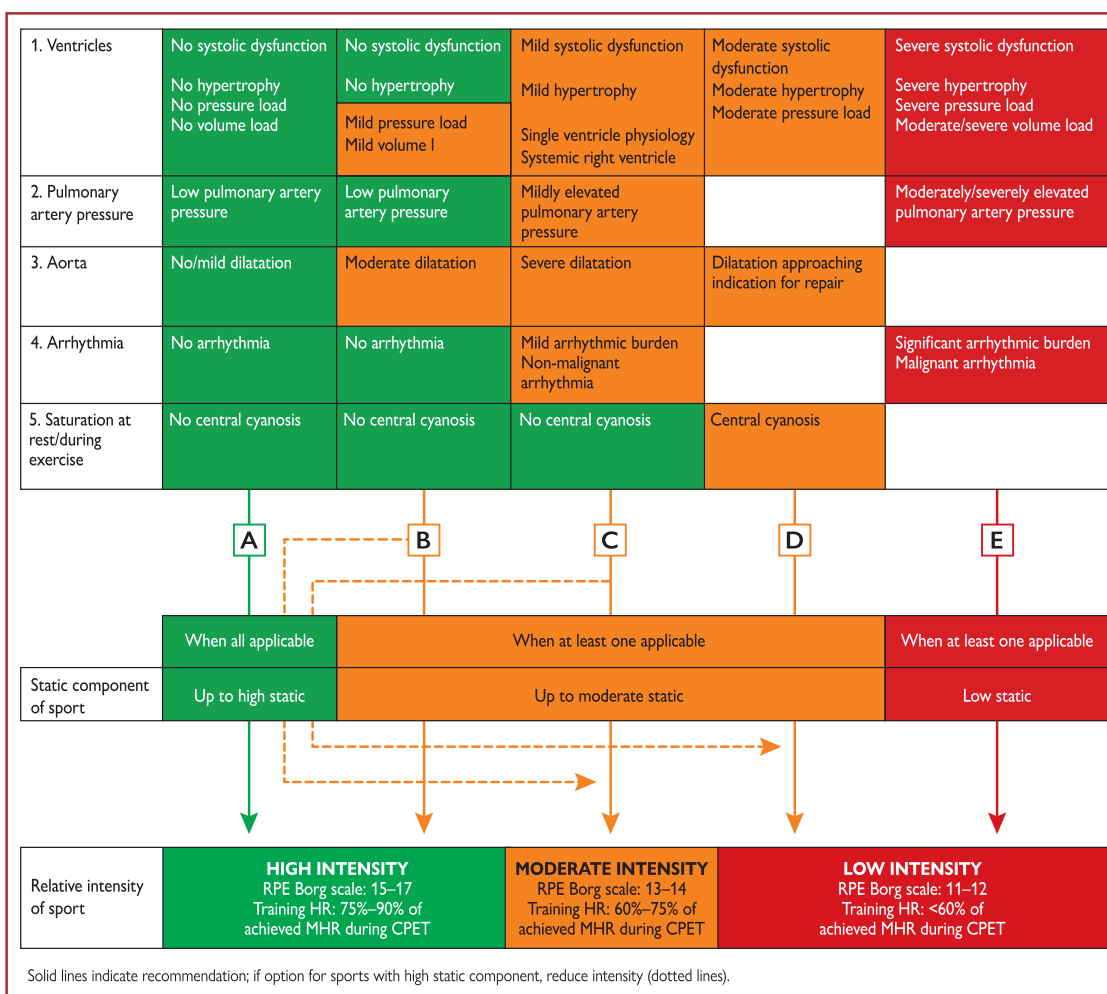 1. Ventricles
No systolic dysfunction
No hypertrophy
No pressure load
No volume load
No systolic dysfunction
No hypertrophy
Mild pressure load
Mild volume l
Mild systolic dysfunction
Mild hypertrophy
Single ventricle physiology
Systemic right ventricle
Moderate systolic
dysfunction
Moderate hypertrophy
Moderate pressure load
Severe systolic dysfunction
Severe hypertrophy
Severe pressure load
Moderate/severe volume load
2. Pulmonary
artery pressure
Low pulmonary artery
pressure
Low pulmonary
artery pressure
Mildly elevated
pulmonary artery
pressure
Moderately/severely elevated
pulmonary artery pressure
3. Aorta
No/mild dilatation
Moderate dilatation
Severe dilatation
Dilatation approaching
indication for repair
4. Arrhythmia
No arrhythmia
No arrhythmia
Mild arrhythmic burden
Non-malignant
arrhythmia
Significant arrhythmic burden
Malignant arrhythmia
5. Saturation at
rest/during
exercise
No central cyanosis
No central cyanosis
No central cyanosis
Central cyanosis
A
B
C
D
E
When all applicable
When at least one applicable
When at least one applicable
Static component
of sport
Up to high static
Up to moderate static
Low static
Relative intensity
of sport
HIGH INTENSITY
RPE Borg scale: 15–17
Training HR: 75%–90% of
achieved MHR during CPET
MODERATE INTENSITY
RPE Borg scale: 13–14
Training HR: 60%–75% of
achieved MHR during CPET
LOW INTENSITY
RPE Borg scale: 11–12
Training HR: <60% of
achieved MHR during CPET
Solid lines indicate recommendation; if option for sports with high static component, reduce intensity (dotted lines).